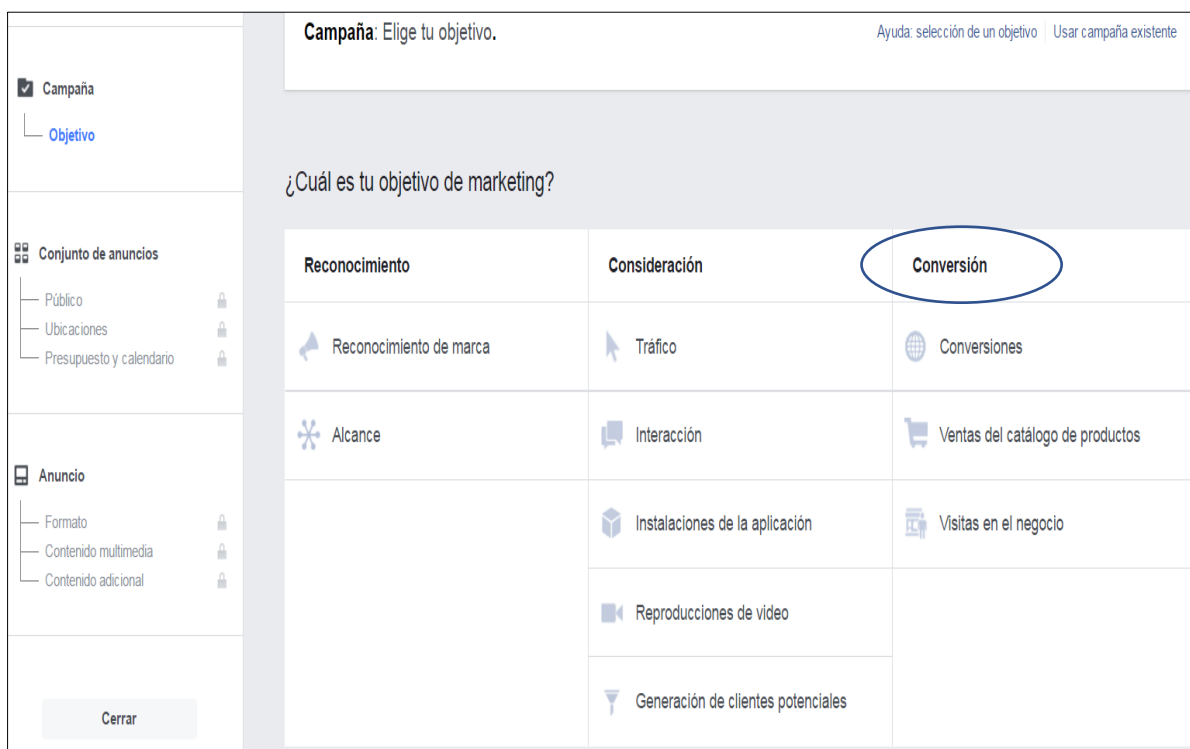 Campaña: Elige tu objetivo.
Ayuda: selección de un objetivo
Usar campaña existente
Campaña
Objetivo
Conjunto de anuncios
Público
Ubicaciones
Presupuesto y calendario
Anuncio
Formato
Contenido multimedia
Contenido adicional
Cerrar
¿Cuál es tu objetivo de marketing?
Reconocimiento
Reconocimiento de marca
Alcance
Consideración
Tráfico
Interacción
Instalaciones de la aplicación
Reproducciones de video
Generación de clientes potenciales
Conversión
Conversiones
Ventas del catálogo de productos
Visitas en el negocio